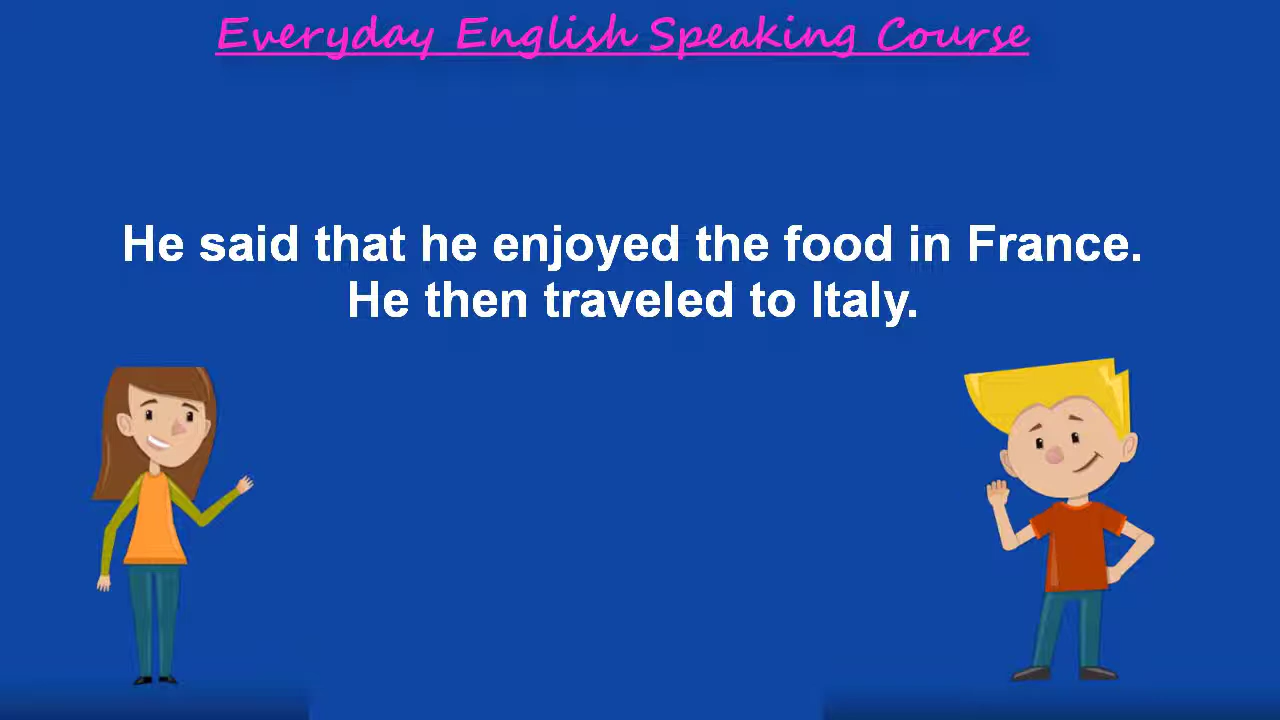 Everyday English Speaking Course
He said that he enjoyed the food in France.
He then traveled to Italy.